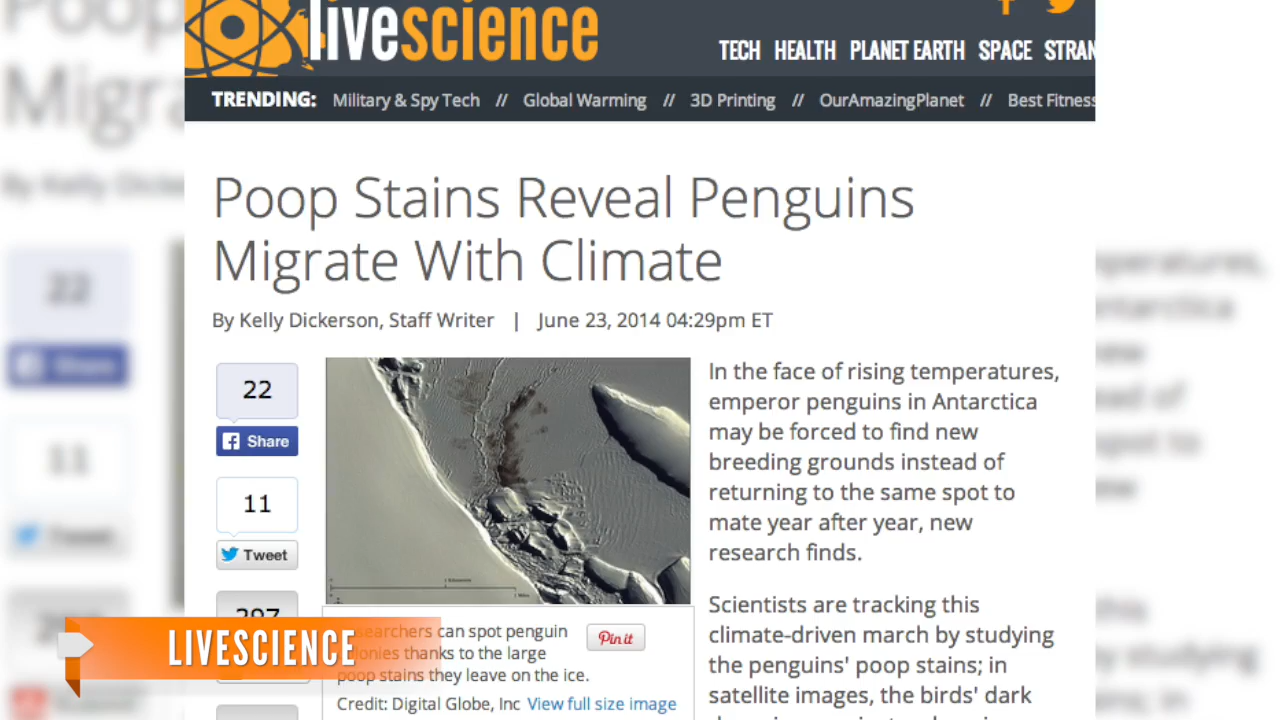 livescience
TECH HEALTH PLANET EARTH SPACE STRAN
TRENDING: Military & Spy Tech // Global Warming // 3D Printing // OurAmazingPlanet // Best Fitness
Poop Stains Reveal Penguins
Migrate With Climate
By Kelly Dickerson, Staff Writer | June 23, 2014 04:29pm ET
22
Share
11
Tweet
In the face of rising temperatures,
emperor penguins in Antarctica
may be forced to find new
breeding grounds instead of
returning to the same spot to
mate year after year, new
research finds.
Scientists are tracking this
climate-driven march by studying
the penguins' poop stains; in
satellite images, the birds' dark
can spot penguin
thanks to the large
poop stains they leave on the ice.
Credit: Digital Globe, Inc View full size image
Pin it
LIVESCIENCE